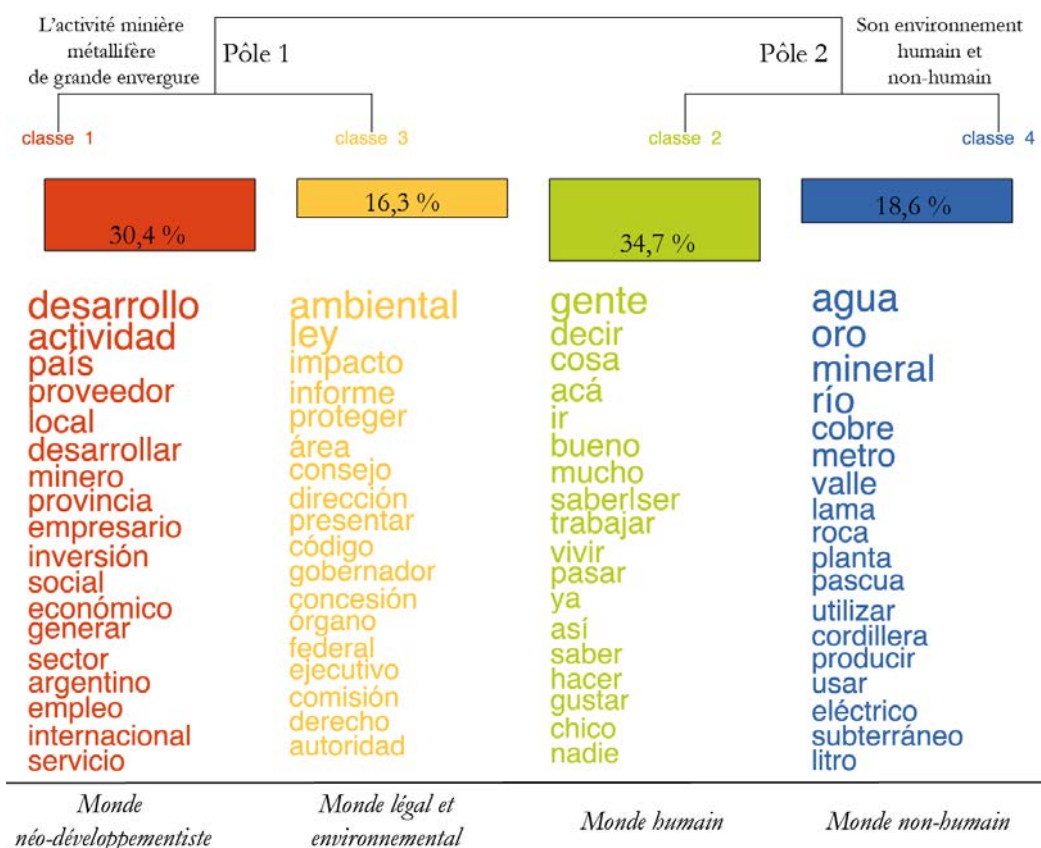 L'activité minière
métallifère
de grande envergure
Pôle 1
Pôle 2
Son environnement
humain et
non-humain
classe 1
classe 3
classe 2
classe 4
30,4 %
16,3 %
34,7 %
18,6 %
desarrollo
actividad
país
proveedor
local
desarrollar
minero
provincia
empresario
inversión
social
económico
generar
sector
argentino
empleo
internacional
servicio
ambiental
ley
impacto
informe
proteger
área
consejo
dirección
presentar
código
gobernador
concesión
órgano
federal
ejecutivo
comisión
derecho
autoridad
gente
decir
cosa
acá
ir
bueno
mucho
saber|ser
trabajar
vivir
pasar
ya
así
saber
hacer
gustar
chico
nadie
agua
oro
mineral
río
cobre
metro
valle
lama
roca
planta
pascua
utilizar
cordillera
producir
usar
eléctrico
subterráneo
litro
Monde
néo-développementiste
Monde légal et
environnemental
Monde humain
Monde non-humain